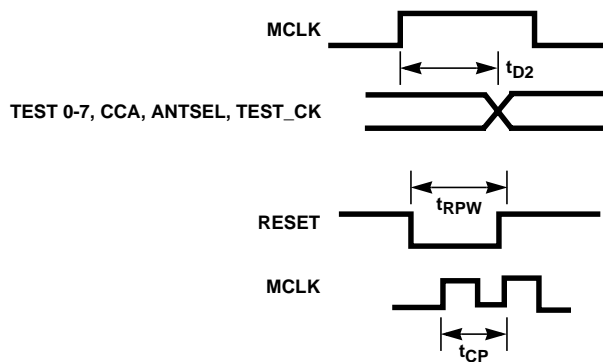 MCLK
tD2
TEST 0-7, CCA, ANTSEL, TEST_CK
tRPW
RESET
MCLK
tCP